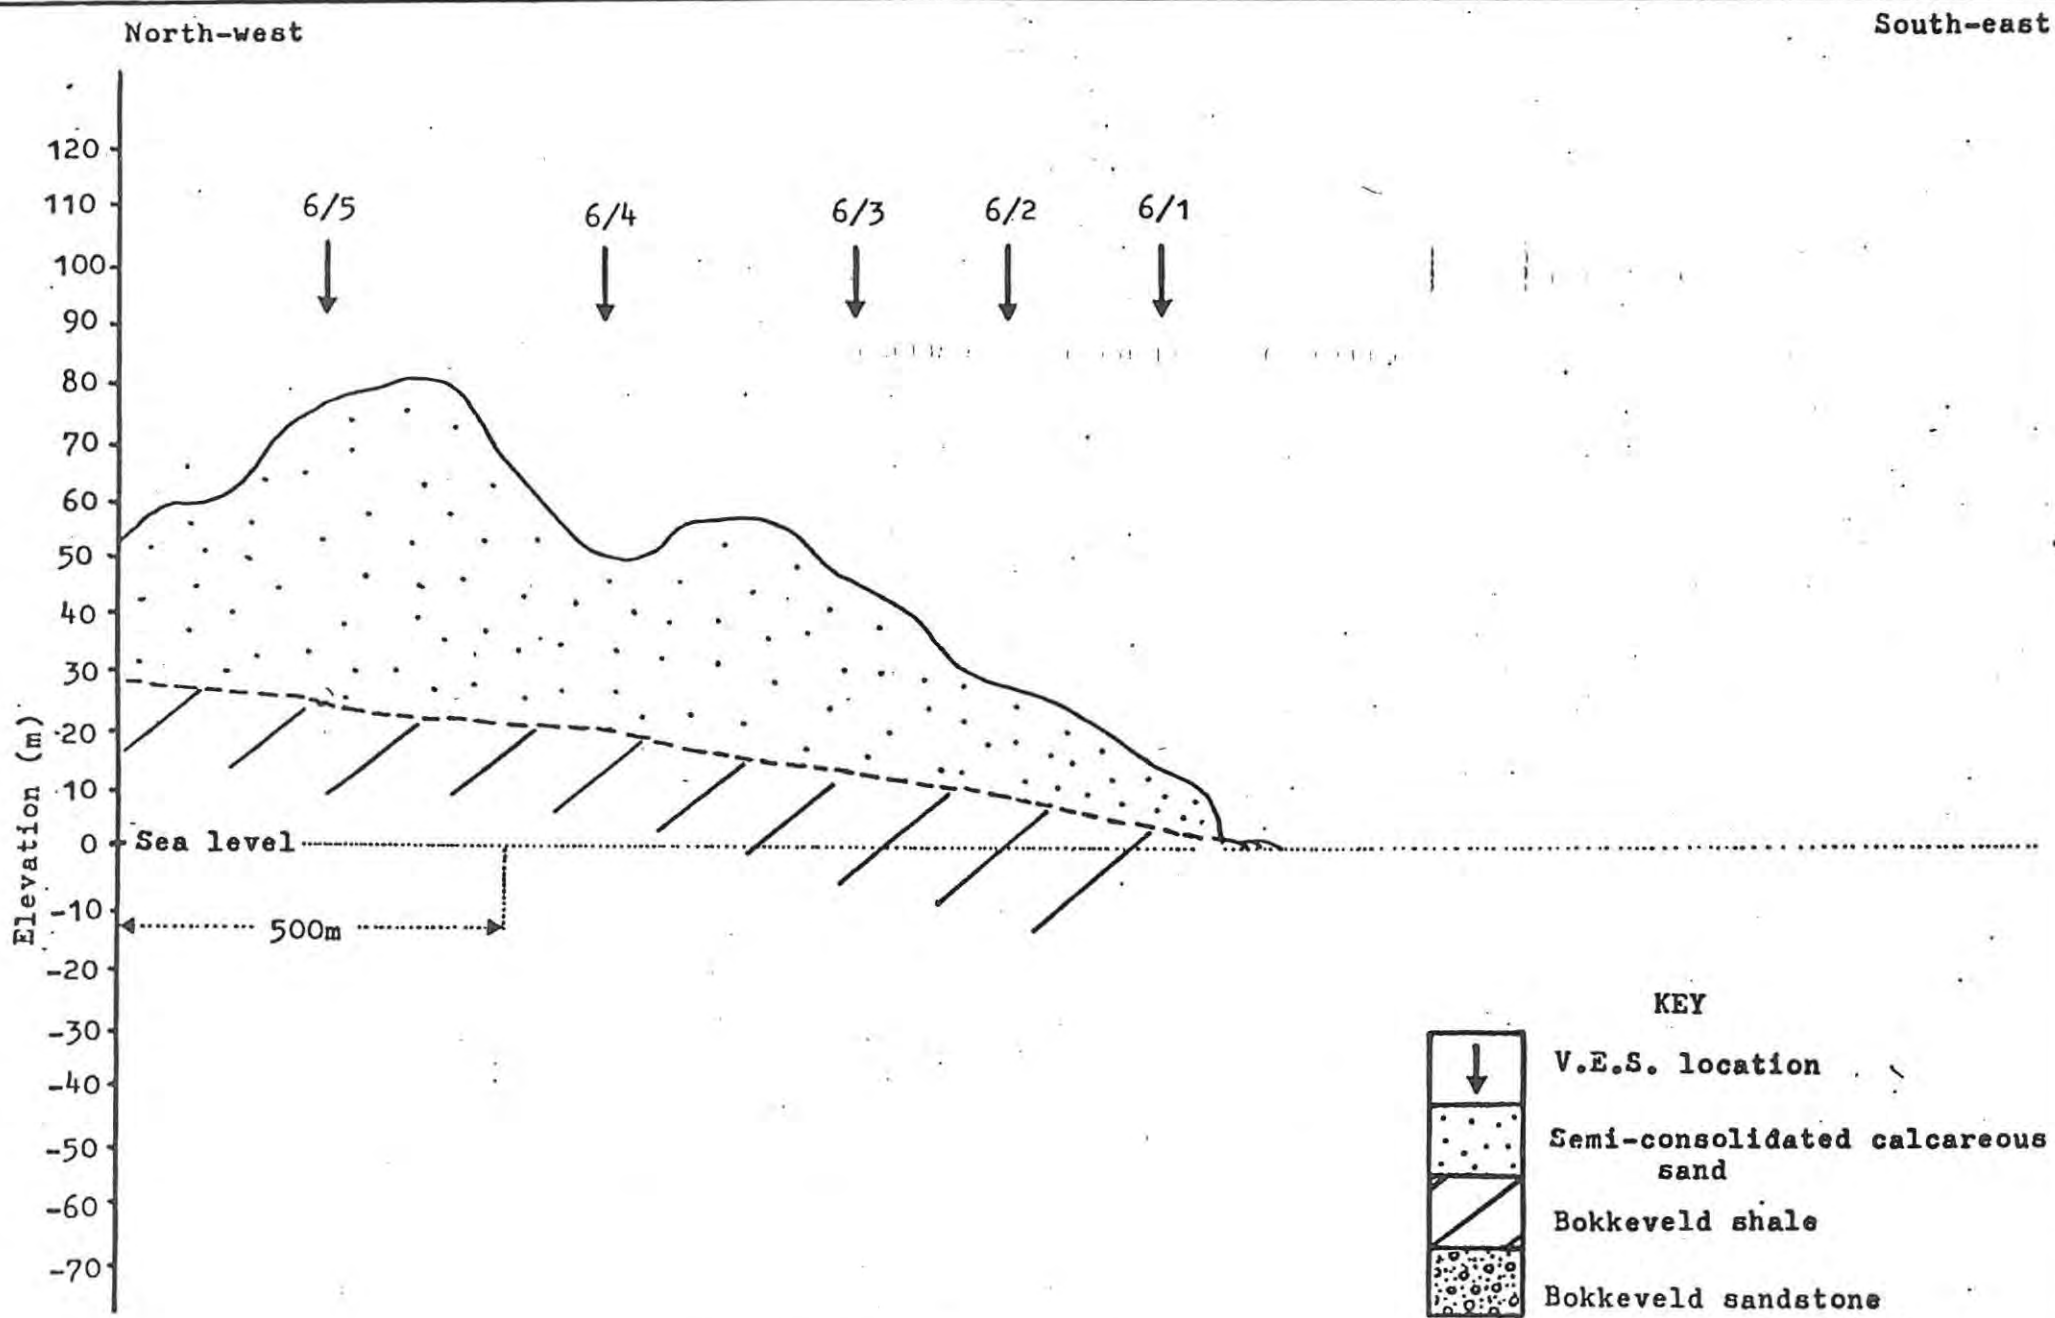 North-west
South-east
120
110
100
90
80
70
60
50
40
30
20
10
0
-10
-20
-30
-40
-50
-60
-70
Elevation (m)
6/5
6/4
6/3
6/2
6/1
Sea level
500m
KEY
V.E.S. location
Semi-consolidated calcareous
sand
Bokkeveld shale
Bokkeveld sandstone